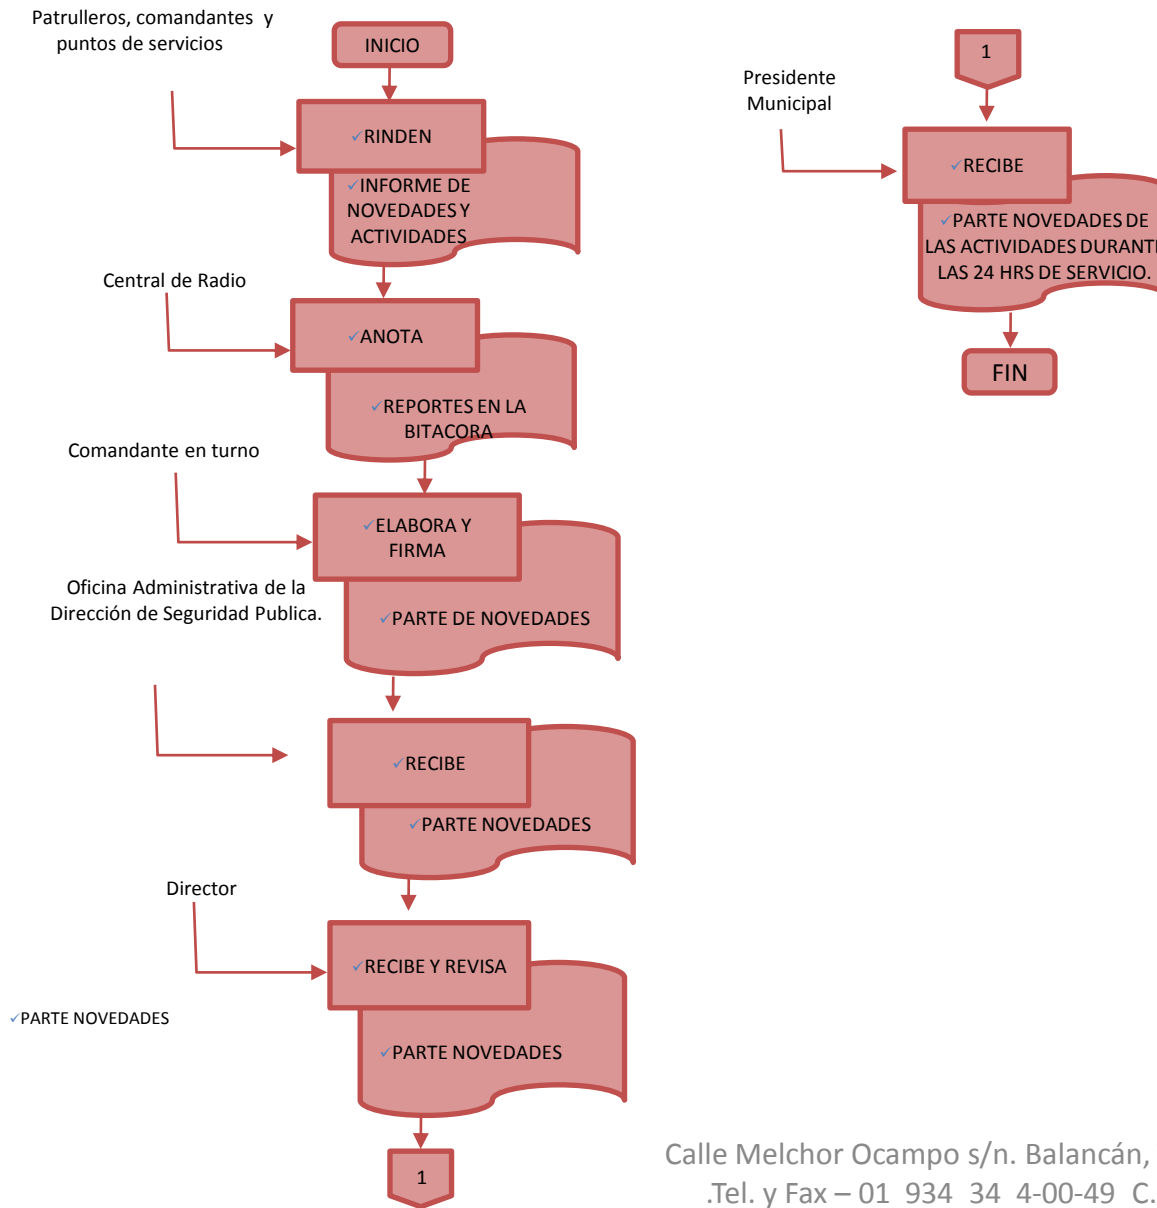 Patrulleros, comandantes y
puntos de servicios
INICIO
✓RINDEN
✓INFORME DE
NOVEDADES Y
ACTIVIDADES
Central de Radio
✓ANOTA
✓REPORTES EN LA
BITACORA
Comandante en turno
✓ELABORA Y
FIRMA
Oficina Administrativa de la
Dirección de Seguridad Publica.
✓PARTE DE NOVEDADES
✓RECIBE
✓PARTE NOVEDADES
Director
✓RECIBE Y REVISA
✓PARTE NOVEDADES
✓PARTE NOVEDADES
1
1
Presidente
Municipal
✓RECIBE
✓PARTE NOVEDADES DE
LAS ACTIVIDADES DURANTE
LAS 24 HRS DE SERVICIO.
FIN
Calle Melchor Ocampo s/n. Balancán,
.Tel. y Fax – 01 934 34 4-00-49 C.